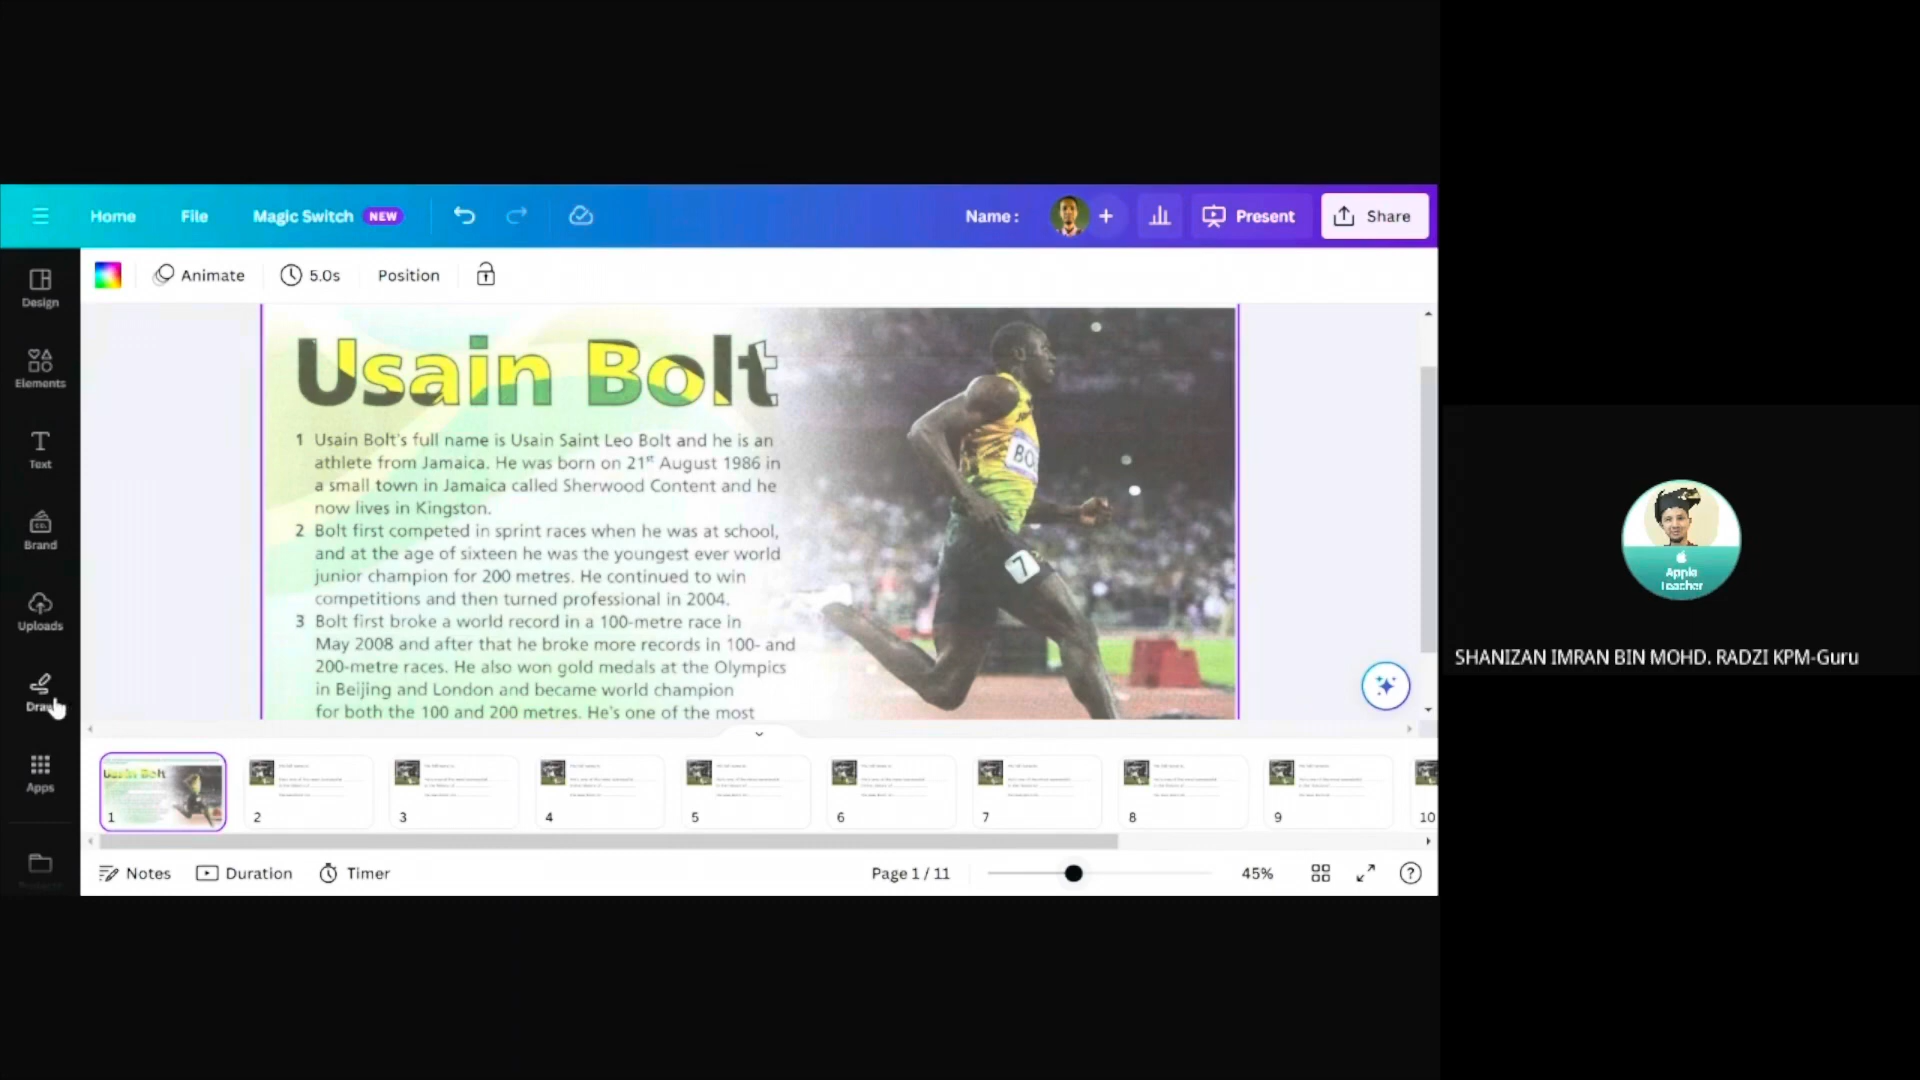 Home File Magic Switch NEW Name : Present Share
Animate 5.0s Position
Design
Elements
Text
Brand
Uploads
Draw
Apps
Usain Bolt
1 Usain Bolt's full name is Usain Saint Leo Bolt and he is an
athlete from Jamaica. He was born on 21st August 1986 in
a small town in Jamaica called Sherwood Content and he
now lives in Kingston.
2 Bolt first competed in sprint races when he was at school,
and at the age of sixteen he was the youngest ever world
junior champion for 200 metres. He continued to win
competitions and then turned professional in 2004.
3 Bolt first broke a world record in a 100-metre race in
May 2008 and after that he broke more records in 100- and
200-metre races. He also won gold medals at the Olympics
in Beijing and London and became world champion
for both the 100 and 200 metres. He's one of the most
BO
7
Usain Bolt
1 2 3 4 5 6 7 8 9 10
Notes Duration Timer Page 1 / 11 45%
Apple
Teacher
SHANIZAN IMRAN BIN MOHD. RADZI KPM-Guru